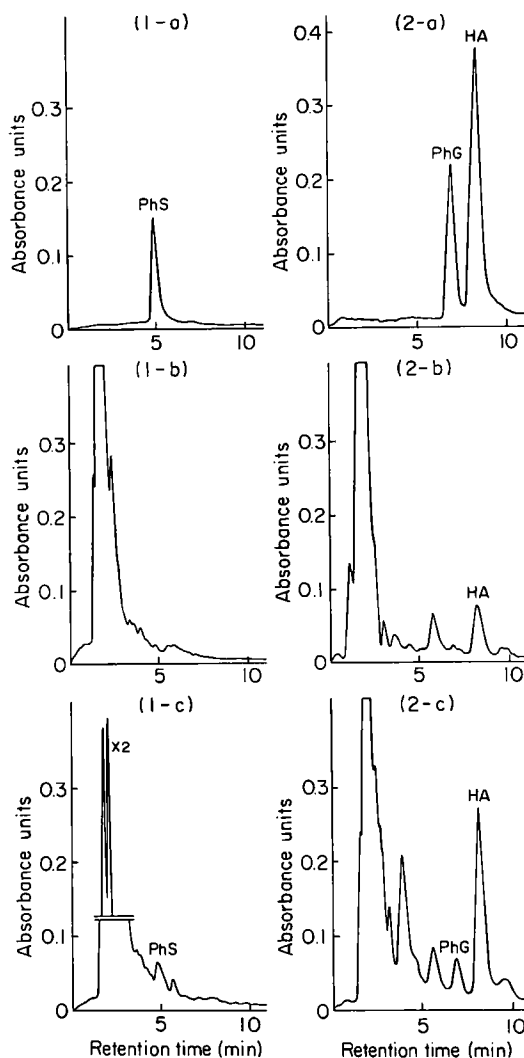 (1-a)
Absorbance units
0.3
0.2
0.1
PhS
5
10
(2-a)
Absorbance units
0.4
0.3
0.2
0.1
0
PhG
HA
5
10
(1-b)
Absorbance units
0.3
0.2
0.1
0
5
10
(2-b)
Absorbance units
0.3
0.2
0.1
0
HA
5
10
(1-c)
Absorbance units
0.3
0.2
0.1
0
X2
PhS
5
10
Retention time (min)
(2-c)
Absorbance units
0.3
0.2
0.1
0
PhG
HA
5
10
Retention time (min)